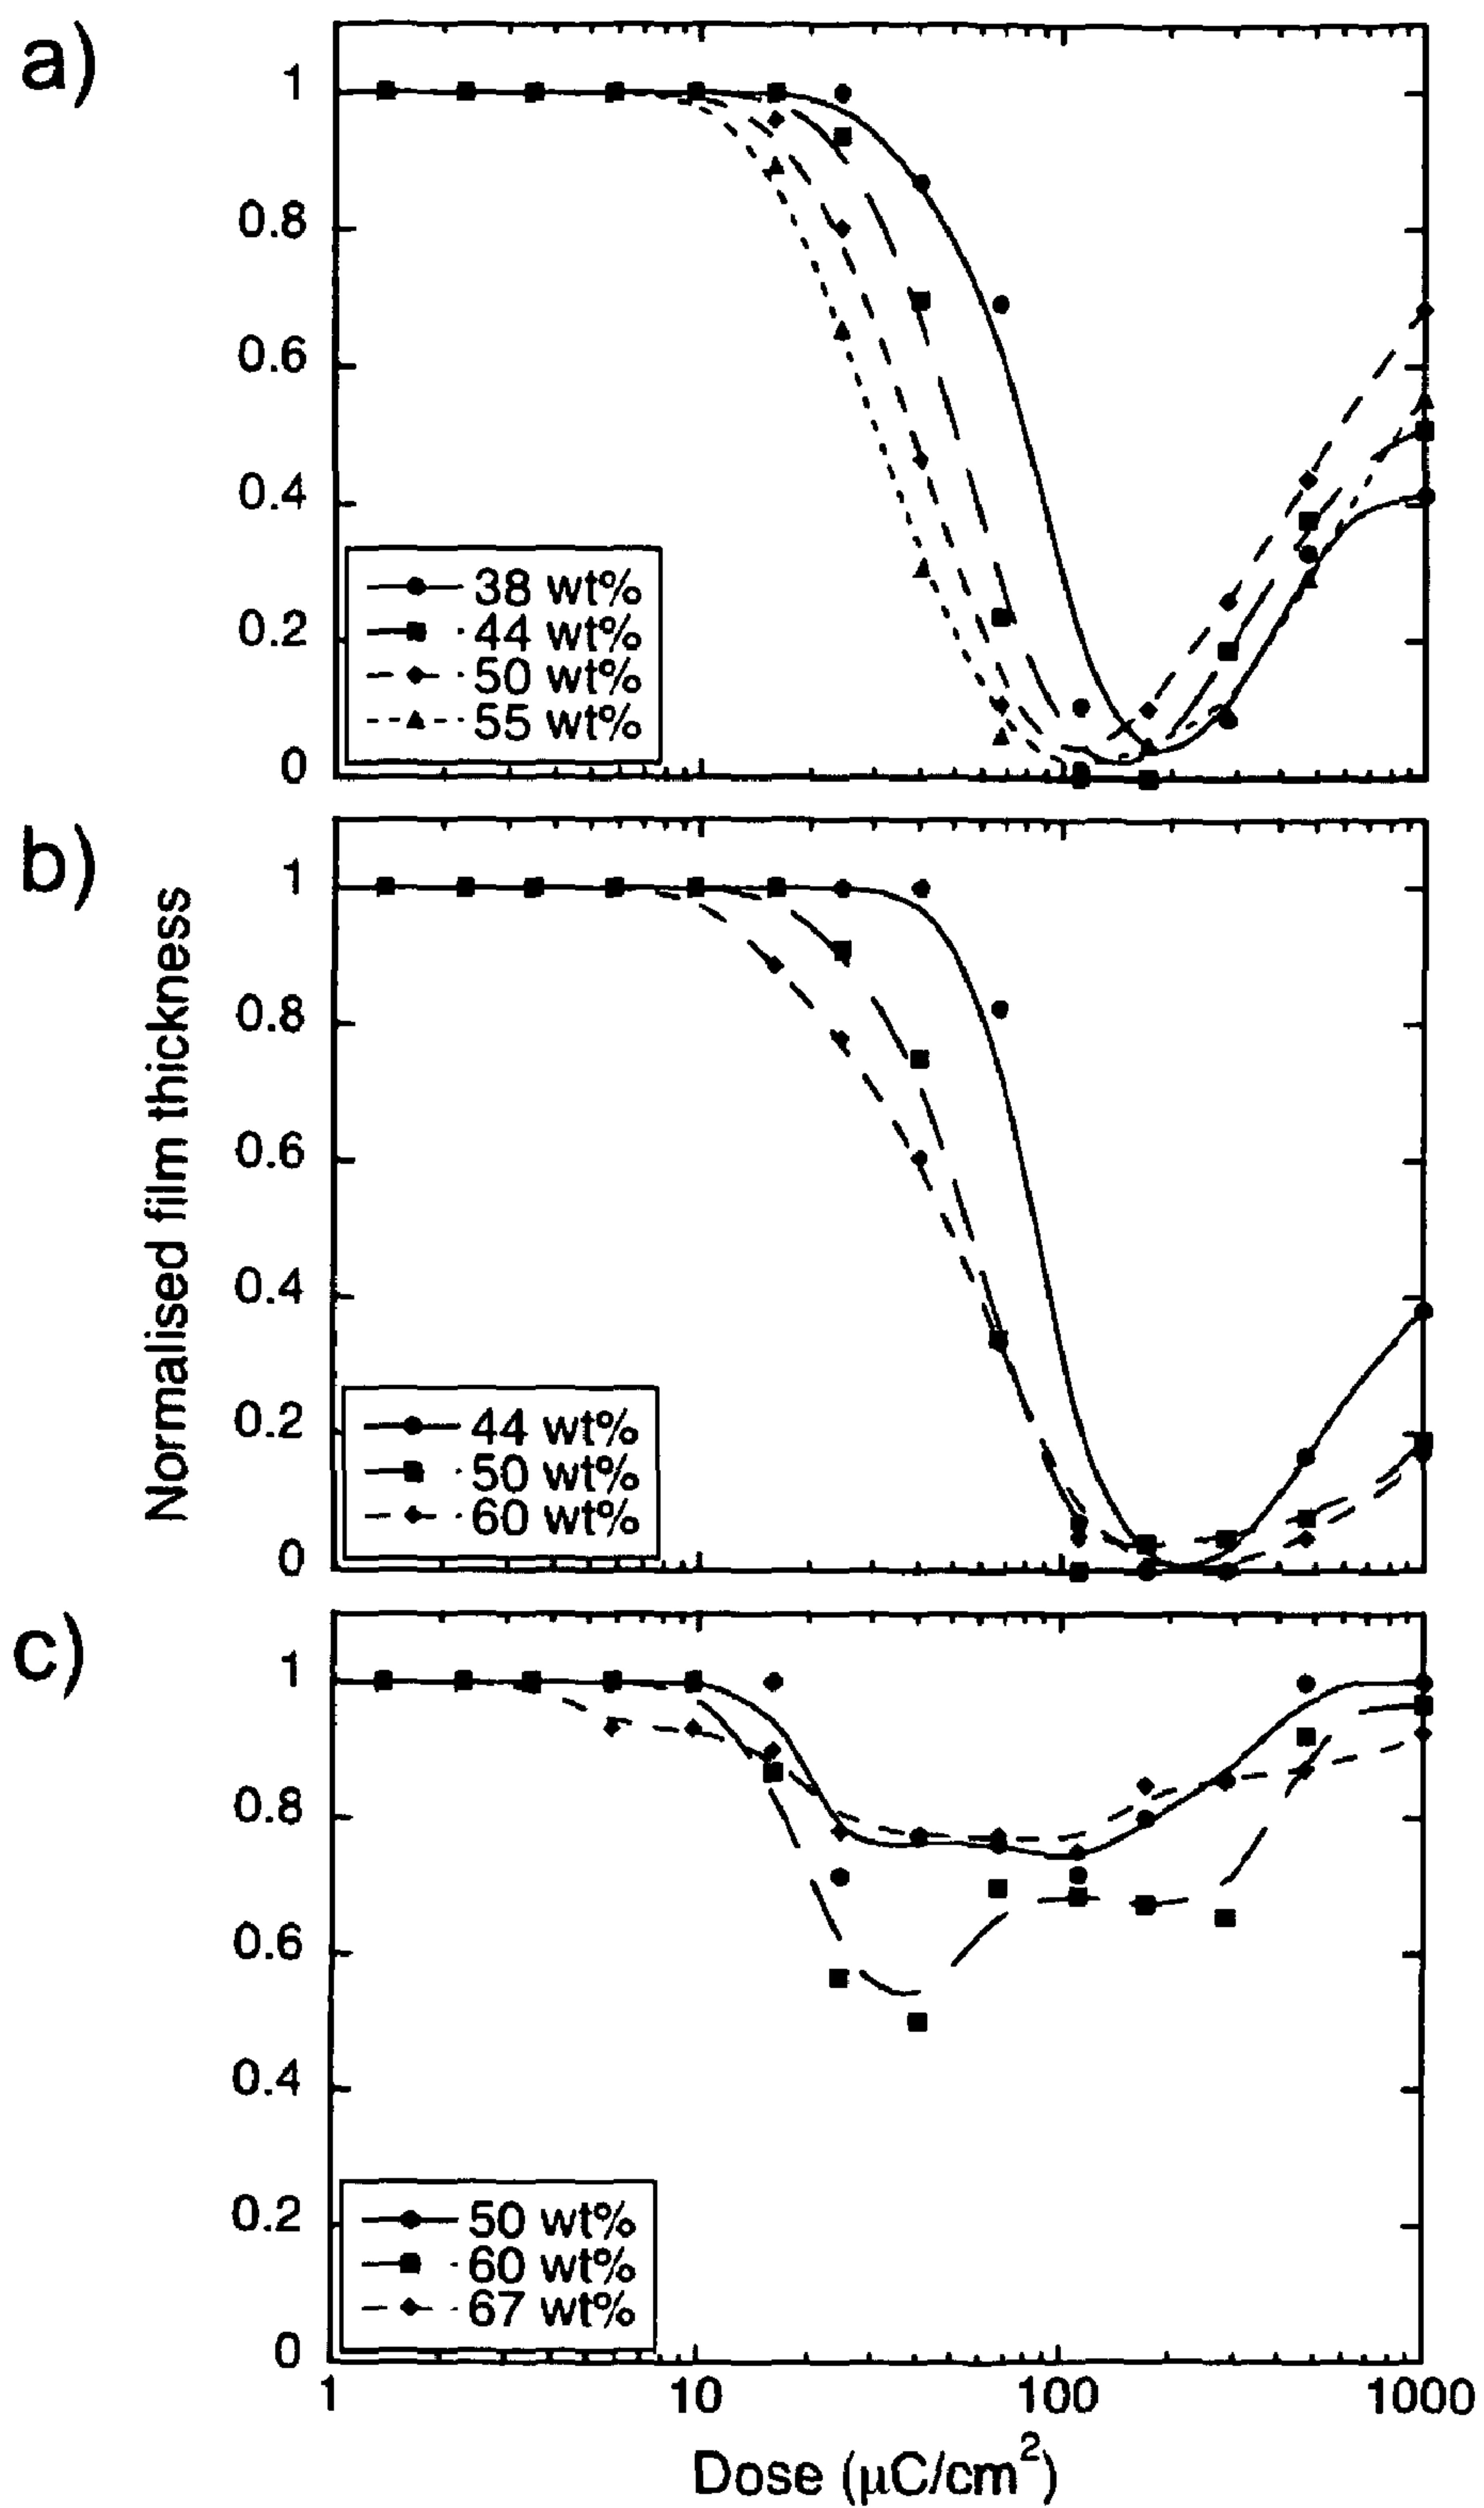 a)
1
0.8
0.6
0.4
0.2
0
38 wt%
44 wt%
50 wt%
55 wt%
b)
Normalised film thickness
1
0.8
0.6
0.4
0.2
0
44 wt%
50 wt%
60 wt%
c)
1
0.8
0.6
0.4
0.2
0
50 wt%
60 wt%
67 wt%
1 10 100 1000
Dose (µC/cm²)